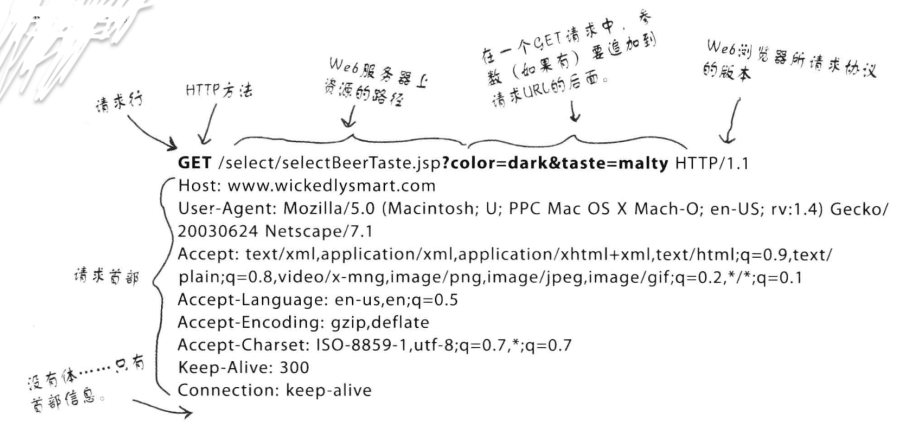 在一个GET请求中，参
数（如果有）要追加到
请求URL的后面。
Web服务器上
资源的路径
Web浏览器所请求协议
的版本
请求行
HTTP方法
GET /select/selectBeerTaste.jsp?color=dark&taste=malty HTTP/1.1
Host: www.wickedlysmart.com
User-Agent: Mozilla/5.0 (Macintosh; U; PPC Mac OS X Mach-O; en-US; rv:1.4) Gecko/
20030624 Netscape/7.1
Accept: text/xml,application/xml,application/xhtml+xml,text/html;q=0.9,text/
plain;q=0.8,video/x-mng,image/png,image/jpeg,image/gif;q=0.2,*/*;q=0.1
请求首部
Accept-Language: en-us,en;q=0.5
Accept-Encoding: gzip,deflate
Accept-Charset: ISO-8859-1,utf-8;q=0.7,*;q=0.7
Keep-Alive: 300
Connection: keep-alive
没有体……只有
首部信息。